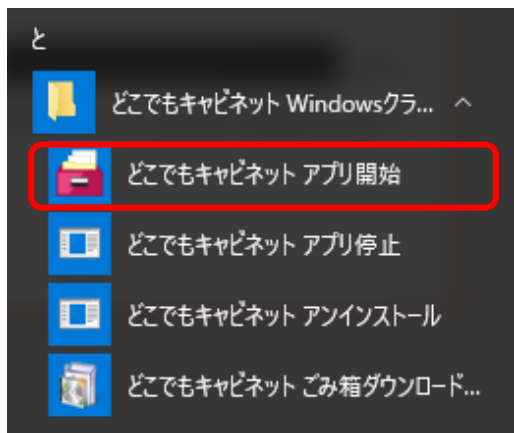 と
どこでもキャビネット Windowsクラ...
どこでもキャビネット アプリ開始
どこでもキャビネット アプリ停止
どこでもキャビネット アンインストール
どこでもキャビネット ごみ箱ダウンロード...